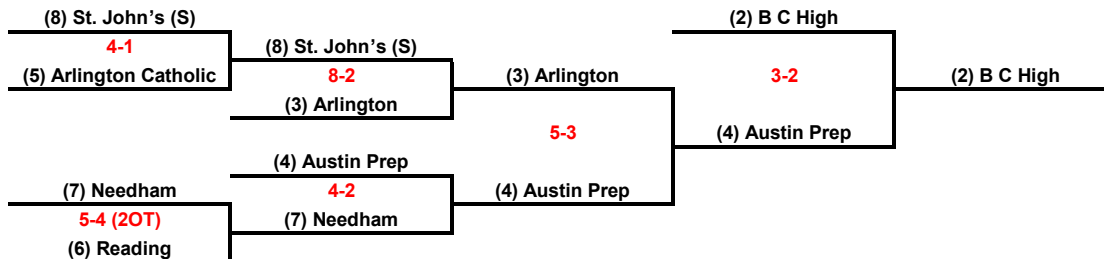 (8) St. John's (S)
4-1
(5) Arlington Catholic
(8) St. John's (S)
8-2
(3) Arlington
(3) Arlington
5-3
(4) Austin Prep
(2) B C High
3-2
(4) Austin Prep
(2) B C High
(4) Austin Prep
4-2
(7) Needham
(7) Needham
5-4 (2OT)
(6) Reading